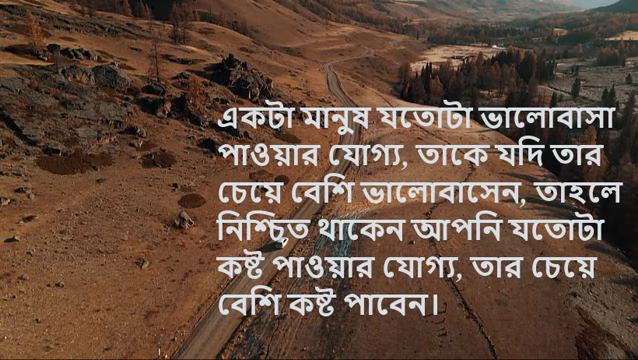 একটা মানুষ যতোটা ভালোবাসা
পাওয়ার যোগ্য, তাকে যদি তার
চেয়ে বেশি ভালোবাসেন, তাহলে
নিশ্চিত থাকেন আপনি যতোটা
কষ্ট পাওয়ার যোগ্য, তার চেয়ে
বেশি কষ্ট পাবেন।